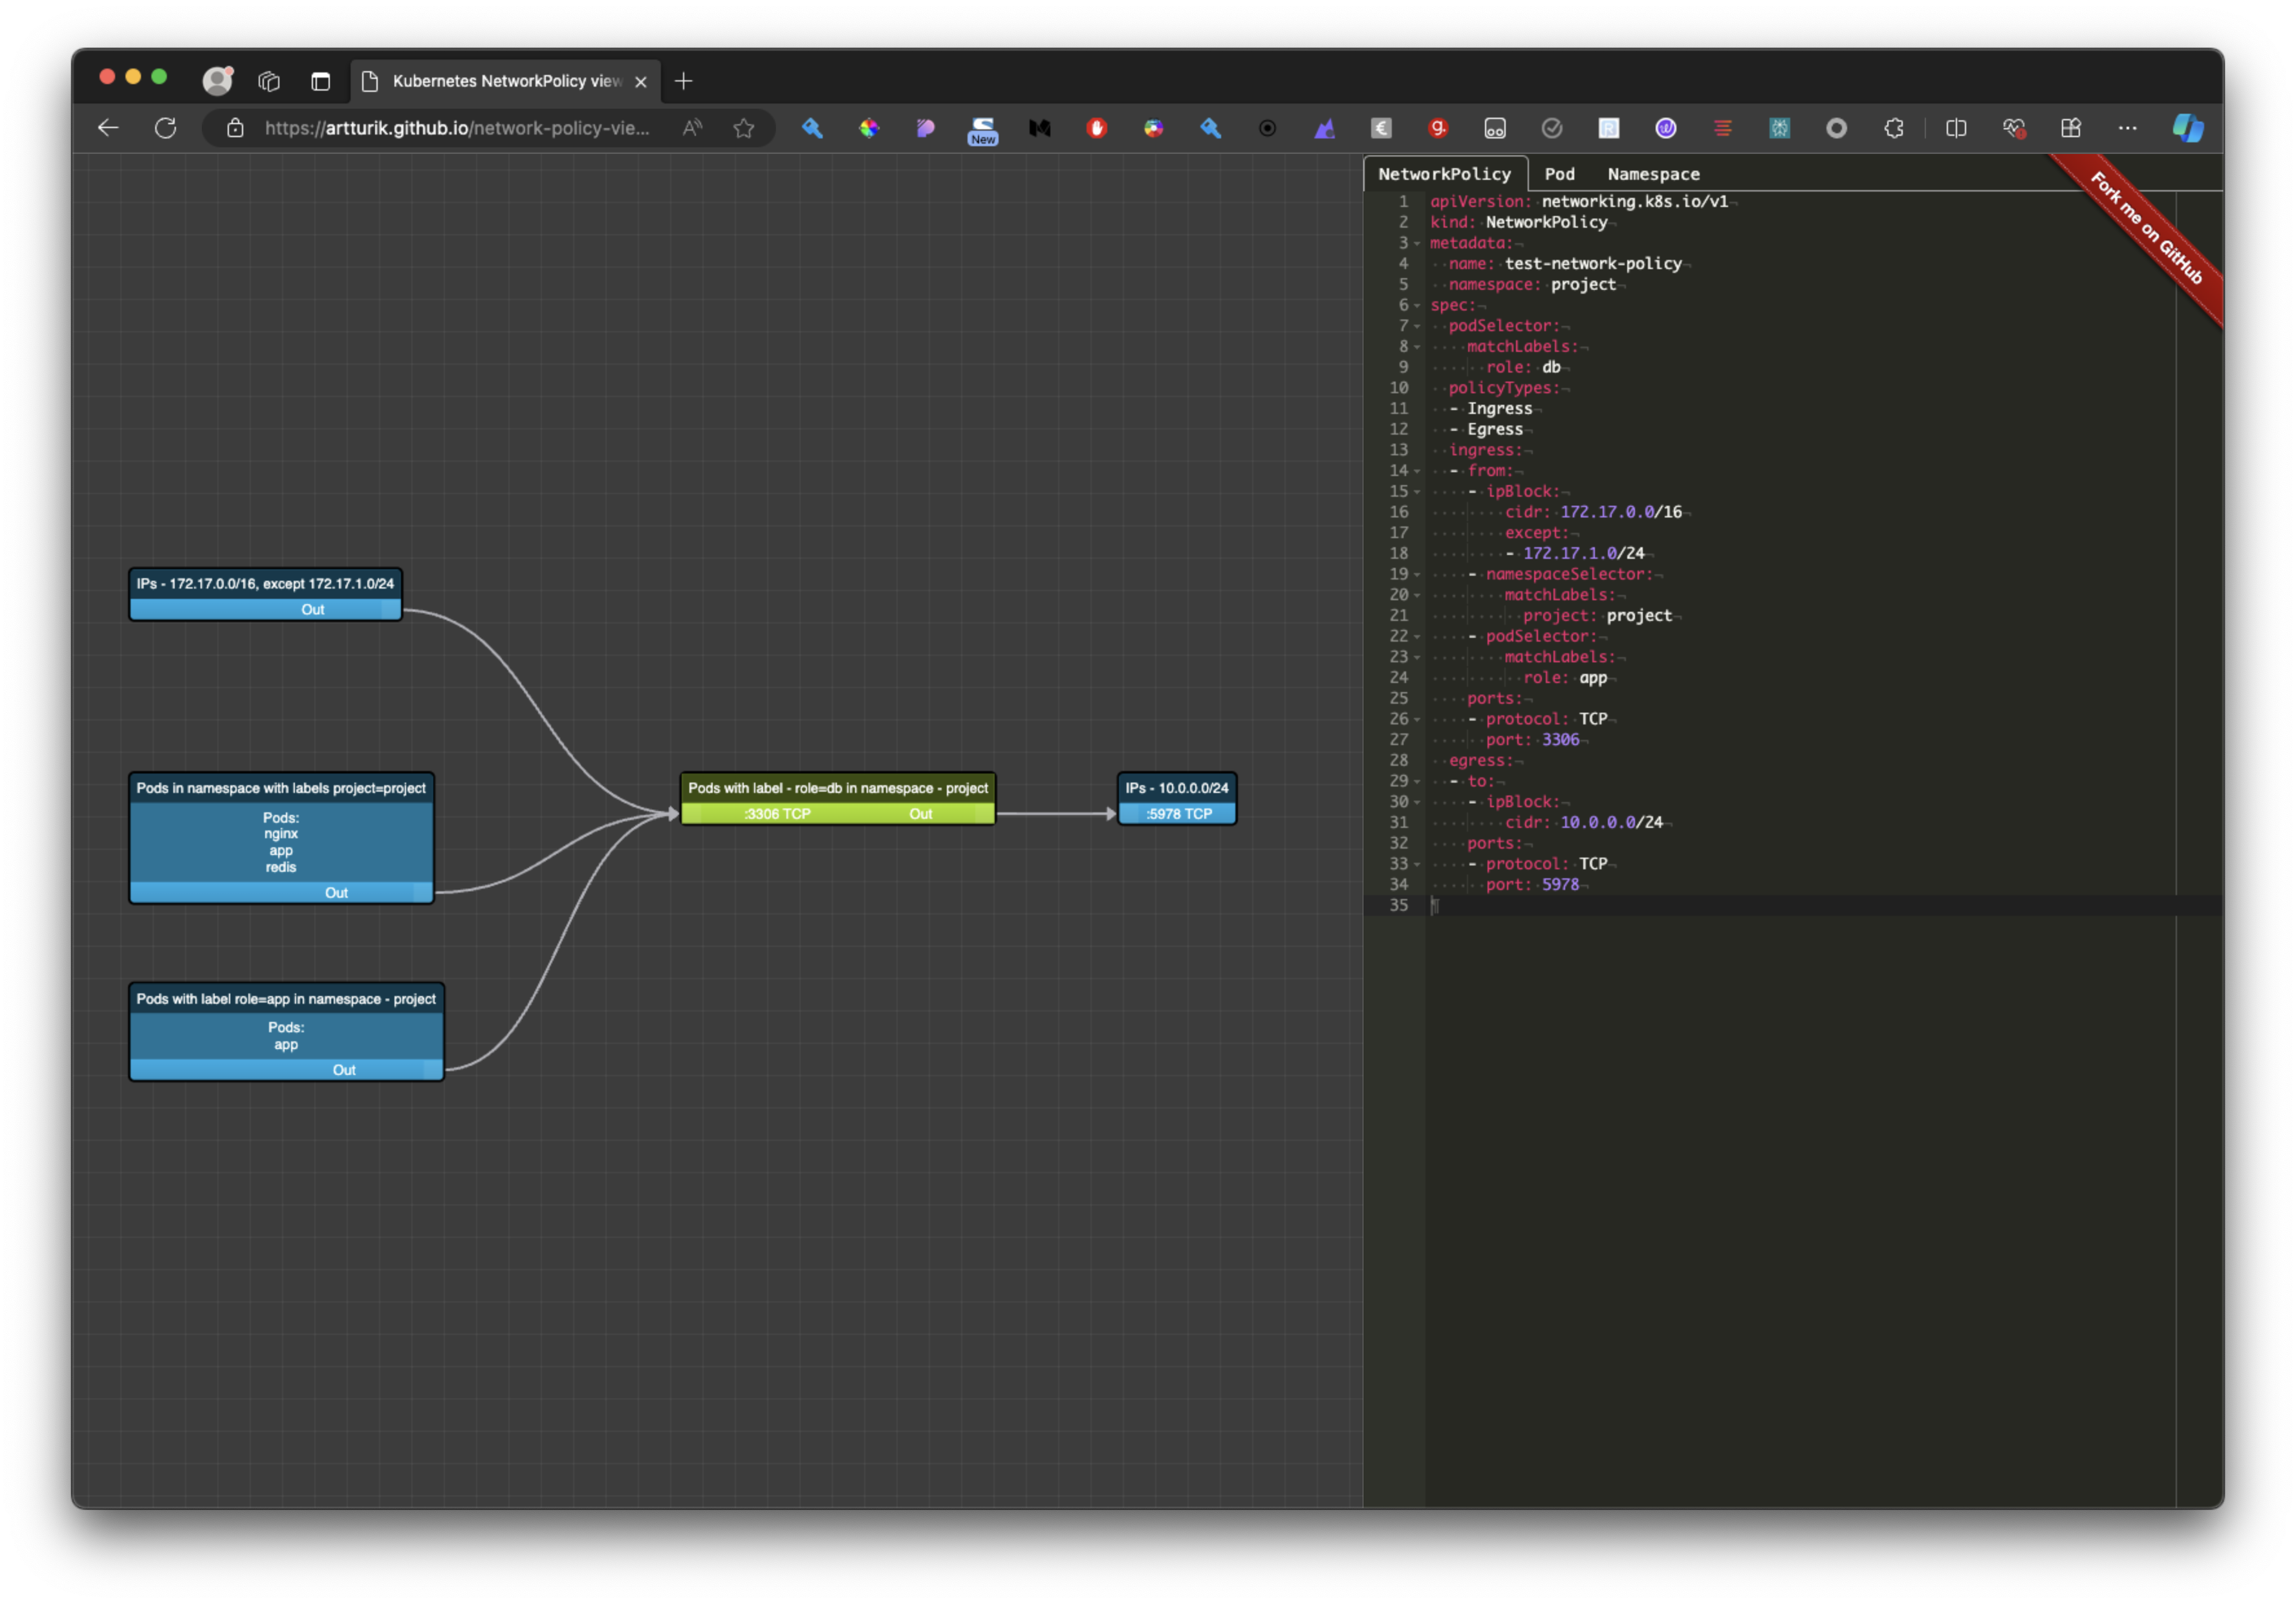 Kubernetes NetworkPolicy view
https://artturik.github.io/network-policy-vie...
New
NetworkPolicy Pod Namespace
Fork me on GitHub
IPs - 172.17.0.0/16, except 172.17.1.0/24
Out
Pods in namespace with labels project=project
Pods:
nginx
app
redis
Out
Pods with label role=app in namespace - project
Pods:
app
Out
Pods with label - role=db in namespace - project
:3306 TCP Out
IPs - 10.0.0.0/24
:5978 TCP
1 apiVersion: networking.k8s.io/v1
2 kind: NetworkPolicy
3 metadata:
4 name: test-network-policy
5 namespace: project
6 spec:
7 podSelector:
8 matchLabels:
9 role: db
10 policyTypes:
11 - Ingress
12 - Egress
13 ingress:
14 - from:
15 - ipBlock:
16 cidr: 172.17.0.0/16
17 except:
18 - 172.17.1.0/24
19 - namespaceSelector:
20 matchLabels:
21 project: project
22 - podSelector:
23 matchLabels:
24 role: app
25 ports:
26 - protocol: TCP
27 port: 3306
28 egress:
29 - to:
30 - ipBlock:
31 cidr: 10.0.0.0/24
32 ports:
33 - protocol: TCP
34 port: 5978
35